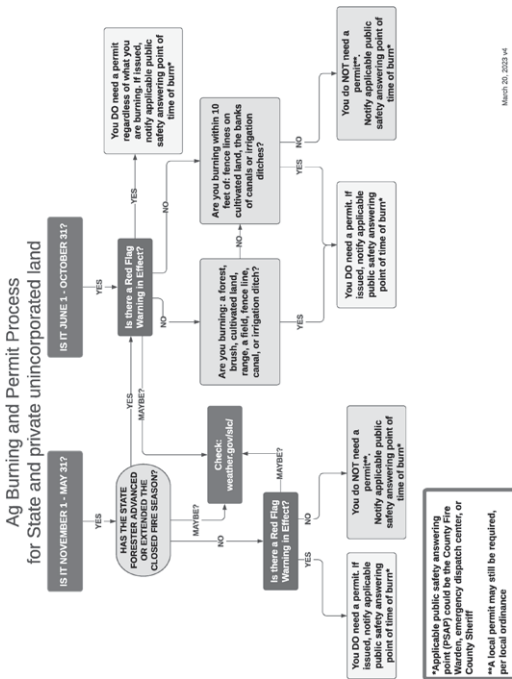 Ag Burning and Permit Process
for State and private unincorporated land
IS IT NOVEMBER 1 - MAY 31?
YES
HAS THE STATE
FORESTER ADVANCED
OR EXTENDED THE
CLOSED FIRE SEASON?
YES
MAYBE?
MAYBE?
NO
Check:
weather.gov/slc/
MAYBE?
Is there a Red Flag
Warning in Effect?
YES
NO
You DO need a permit. If
issued, notify applicable
public safety answering
point of time of burn*
You do NOT need a
permit**.
Notify applicable public
safety answering point of
time of burn*
IS IT JUNE 1 - OCTOBER 31?
YES
Is there a Red Flag
Warning in Effect?
YES
NO
NO
You DO need a permit
regardless of what you
are burning. If issued,
notify applicable public
safety answering point of
time of burn*
Are you burning: a forest,
brush, cultivated land,
range, a field, fence line,
canal, or irrigation ditch?
NO
YES
Are you burning within 10
feet of: fence lines on
cultivated land, the banks
of canals or irrigation
ditches?
YES
NO
You DO need a permit. If
issued, notify applicable
public safety answering
point of time of burn*
You do NOT need a
permit**.
Notify applicable public
safety answering point of
time of burn*
*Applicable public safety answering
point (PSAP) could be the County Fire
Warden, emergency dispatch center, or
County Sheriff
**A local permit may still be required,
per local ordinance
March 20, 2023 v4